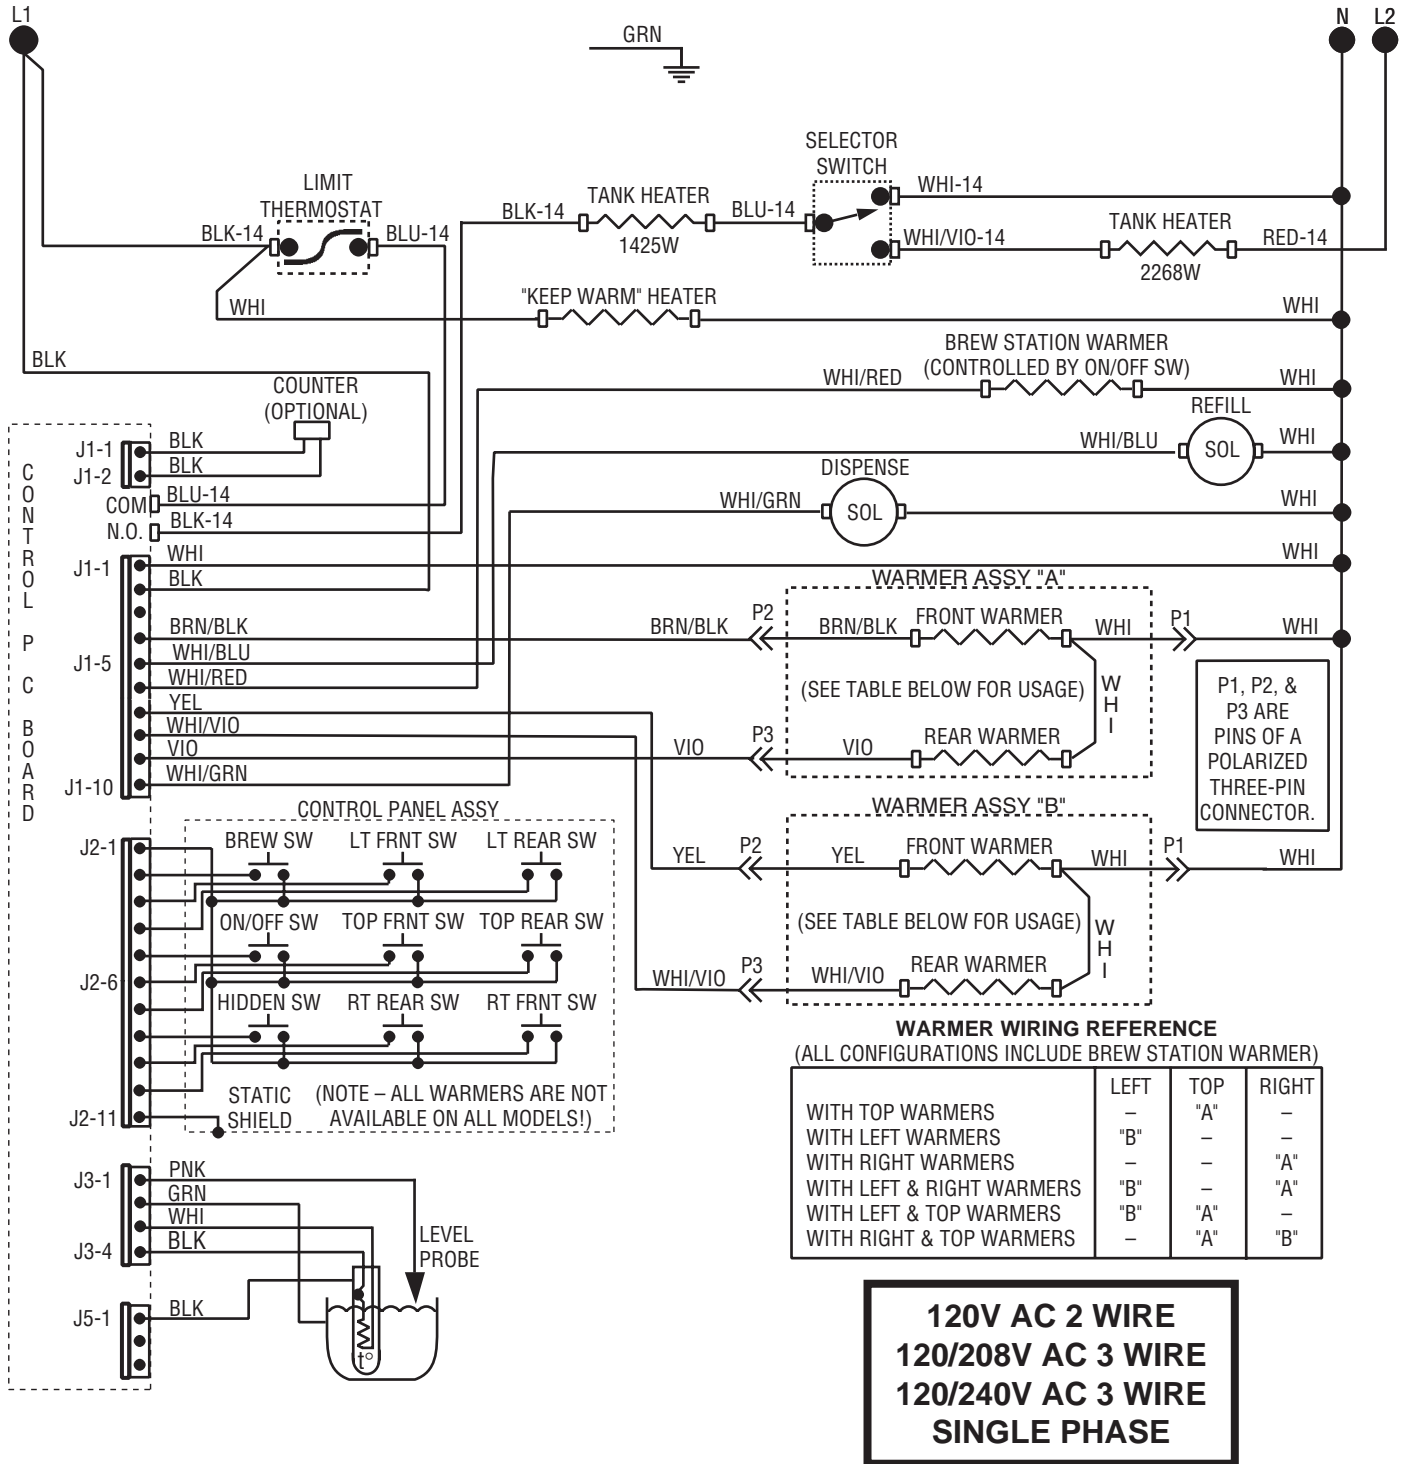 L1
GRN
N
L2
SELECTOR
SWITCH
WHI-14
LIMIT
THERMOSTAT
TANK HEATER
BLK-14
BLU-14
1425W
BLK-14
BLU-14
WHI/VIO-14
TANK HEATER
RED-14
2268W
"KEEP WARM" HEATER
WHI
WHI
BREW STATION WARMER
(CONTROLLED BY ON/OFF SW)
BLK
WHI/RED
WHI
COUNTER
(OPTIONAL)
REFILL
WHI/BLU
SOL
WHI
DISPENSE
WHI/GRN
SOL
WHI
CONTROL PC BOARD
J1-1
BLK
J1-2
BLK
COM
BLU-14
N.O.
BLK-14
J1-1
WHI
WHI
BLK
BRN/BLK
J1-5
WHI/BLU
WHI/RED
YEL
WHI/VIO
VIO
J1-10
WHI/GRN
WARMER ASSY "A"
BRN/BLK
P2
BRN/BLK
FRONT WARMER
WHI
P1
WHI
(SEE TABLE BELOW FOR USAGE)
WHI
VIO
P3
VIO
REAR WARMER
P1, P2, &
P3 ARE
PINS OF A
POLARIZED
THREE-PIN
CONNECTOR.
WARMER ASSY "B"
YEL
P2
YEL
FRONT WARMER
WHI
P1
WHI
(SEE TABLE BELOW FOR USAGE)
WHI
WHI/VIO
P3
WHI/VIO
REAR WARMER
CONTROL PANEL ASSY
J2-1
BREW SW
LT FRNT SW
LT REAR SW
ON/OFF SW
TOP FRNT SW
TOP REAR SW
J2-6
HIDDEN SW
RT REAR SW
RT FRNT SW
J2-11
STATIC
SHIELD
(NOTE – ALL WARMERS ARE NOT
AVAILABLE ON ALL MODELS!)
WARMER WIRING REFERENCE
(ALL CONFIGURATIONS INCLUDE BREW STATION WARMER)
LEFT TOP RIGHT
WITH TOP WARMERS – "A" –
WITH LEFT WARMERS "B" – –
WITH RIGHT WARMERS – – "A"
WITH LEFT & RIGHT WARMERS "B" – "A"
WITH LEFT & TOP WARMERS "B" "A" –
WITH RIGHT & TOP WARMERS – "A" "B"
J3-1
PNK
GRN
WHI
J3-4
BLK
LEVEL
PROBE
J5-1
BLK
t°
120V AC 2 WIRE
120/208V AC 3 WIRE
120/240V AC 3 WIRE
SINGLE PHASE